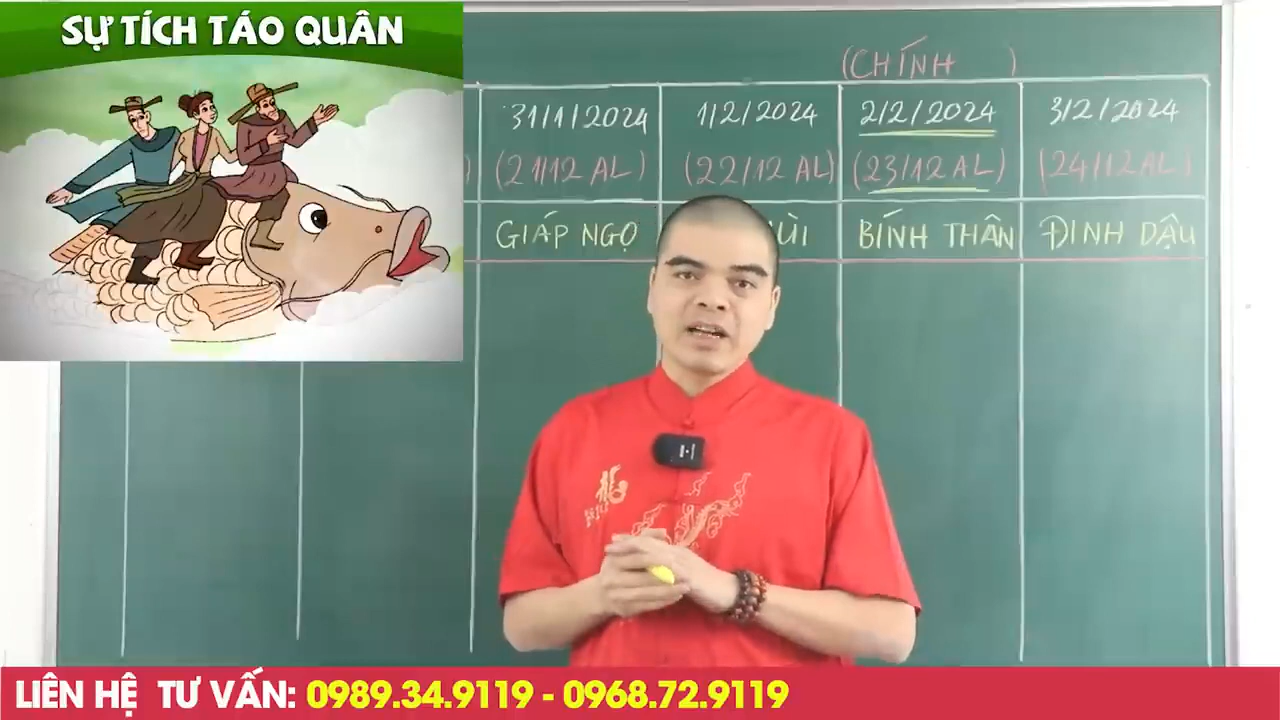 SỰ TÍCH TÁO QUÂN
(CHÍNH )
31/1/2024
1/2/2024
2/2/2024
3/2/2024
(21/12 AL)
(22/12 AL)
(23/12 AL)
(24/12 AL)
GIÁP NGỌ
BÍNH THÂN
ĐINH DẬU
LIÊN HỆ TƯ VẤN: 0989.34.9119 - 0968.72.9119